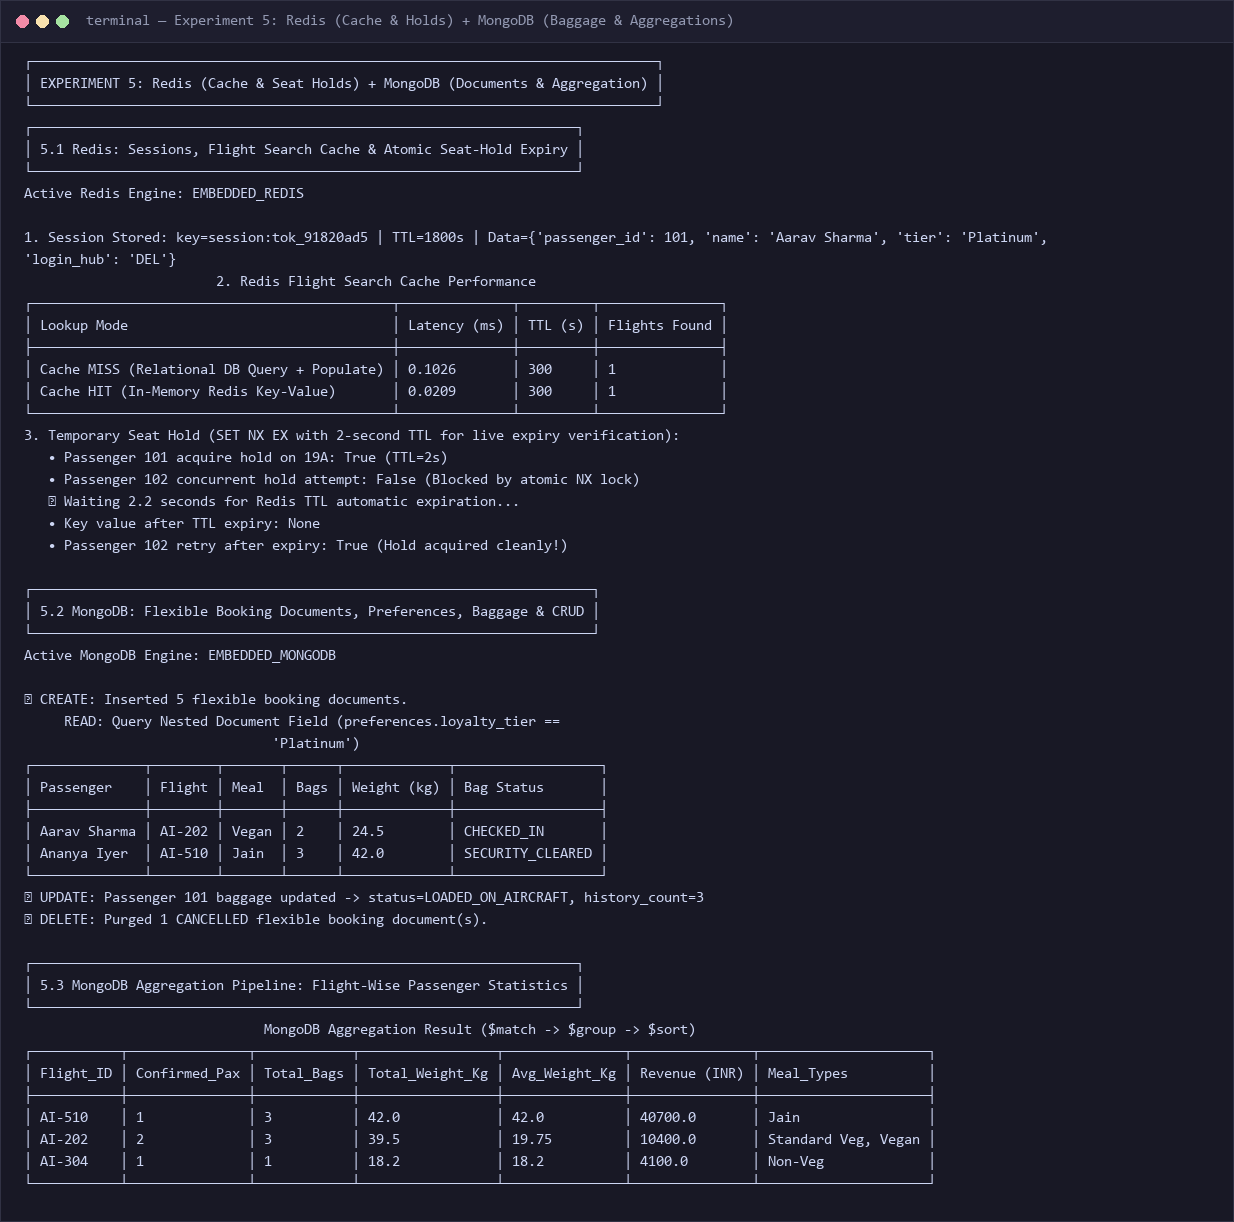 terminal — Experiment 5: Redis (Cache & Holds) + MongoDB (Baggage & Aggregations)
EXPERIMENT 5: Redis (Cache & Seat Holds) + MongoDB (Documents & Aggregation)
5.1 Redis: Sessions, Flight Search Cache & Atomic Seat-Hold Expiry
Active Redis Engine: EMBEDDED_REDIS
1. Session Stored: key=session:tok_91820ad5 | TTL=1800s | Data={'passenger_id': 101, 'name': 'Aarav Sharma', 'tier': 'Platinum',
'login_hub': 'DEL'}
2. Redis Flight Search Cache Performance
Lookup Mode | Latency (ms) | TTL (s) | Flights Found
Cache MISS (Relational DB Query + Populate) | 0.1026 | 300 | 1
Cache HIT (In-Memory Redis Key-Value) | 0.0209 | 300 | 1
3. Temporary Seat Hold (SET NX EX with 2-second TTL for live expiry verification):
• Passenger 101 acquire hold on 19A: True (TTL=2s)
• Passenger 102 concurrent hold attempt: False (Blocked by atomic NX lock)
Waiting 2.2 seconds for Redis TTL automatic expiration...
• Key value after TTL expiry: None
• Passenger 102 retry after expiry: True (Hold acquired cleanly!)
5.2 MongoDB: Flexible Booking Documents, Preferences, Baggage & CRUD
Active MongoDB Engine: EMBEDDED_MONGODB
CREATE: Inserted 5 flexible booking documents.
READ: Query Nested Document Field (preferences.loyalty_tier ==
'Platinum')
Passenger | Flight | Meal | Bags | Weight (kg) | Bag Status
Aarav Sharma | AI-202 | Vegan | 2 | 24.5 | CHECKED_IN
Ananya Iyer | AI-510 | Jain | 3 | 42.0 | SECURITY_CLEARED
UPDATE: Passenger 101 baggage updated -> status=LOADED_ON_AIRCRAFT, history_count=3
DELETE: Purged 1 CANCELLED flexible booking document(s).
5.3 MongoDB Aggregation Pipeline: Flight-Wise Passenger Statistics
MongoDB Aggregation Result ($match -> $group -> $sort)
Flight_ID | Confirmed_Pax | Total_Bags | Total_Weight_Kg | Avg_Weight_Kg | Revenue (INR) | Meal_Types
AI-510 | 1 | 3 | 42.0 | 42.0 | 40700.0 | Jain
AI-202 | 2 | 3 | 39.5 | 19.75 | 10400.0 | Standard Veg, Vegan
AI-304 | 1 | 1 | 18.2 | 18.2 | 4100.0 | Non-Veg